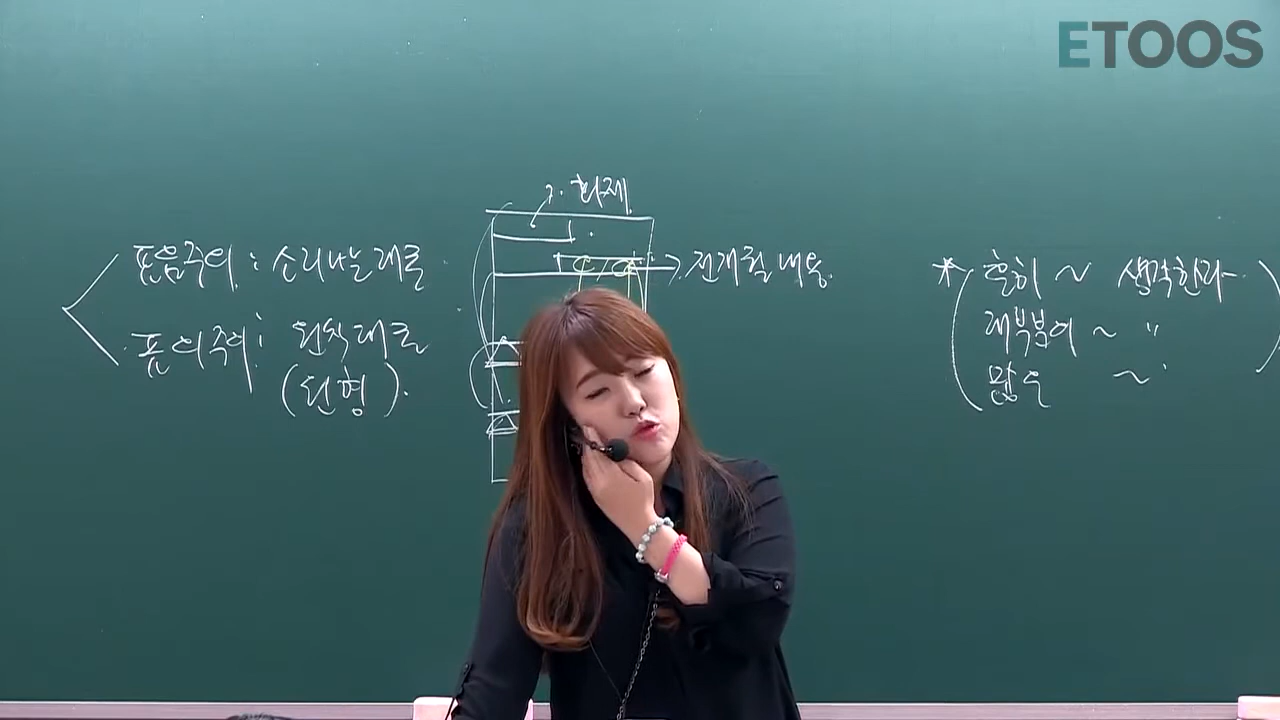 ETOOS
?. 화제
표음주의 : 소리나는 대로
→ 전개될 내용
표의주의 : 원칙대로
(원형).
* 흔히 ~ 생각한다
대부분이 ~ "
많은 ~ "